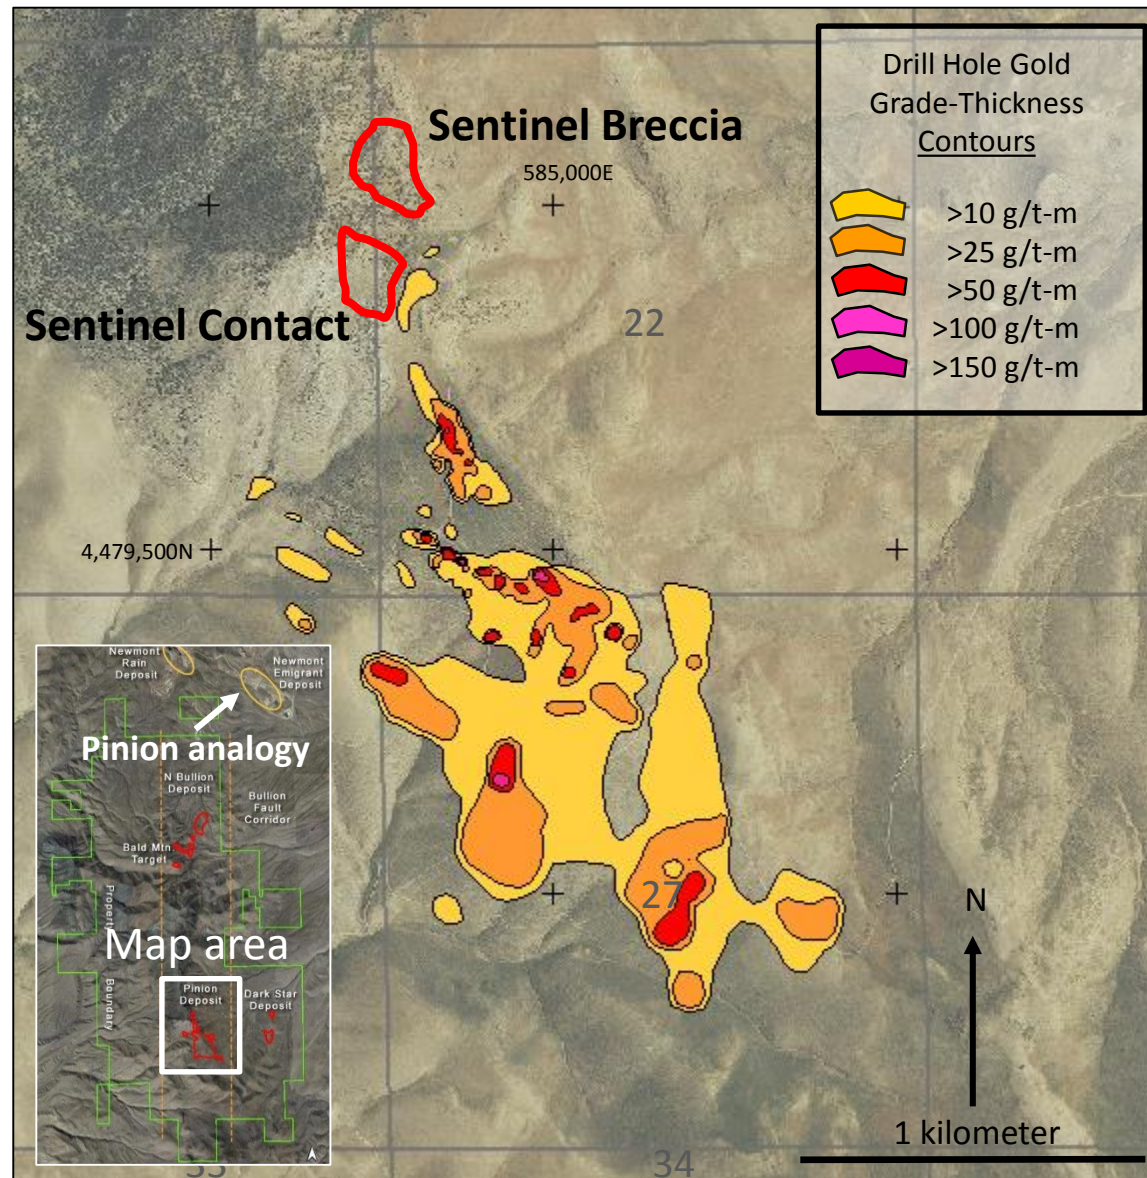 Drill Hole Gold
Grade-Thickness
Contours
>10 g/t-m
>25 g/t-m
>50 g/t-m
>100 g/t-m
>150 g/t-m
Sentinel Breccia
585,000E
Sentinel Contact
22
4,479,500N
27
N
1 kilometer
34
33
Newmont
Rain
Deposit
Newmont
Emigrant
Deposit
Pinion analogy
N Bullion
Deposit
Bullion
Fault
Corridor
Bald Mtn.
Target
Property
Boundary
Map area
Pinion
Deposit
Dark Star
Deposit